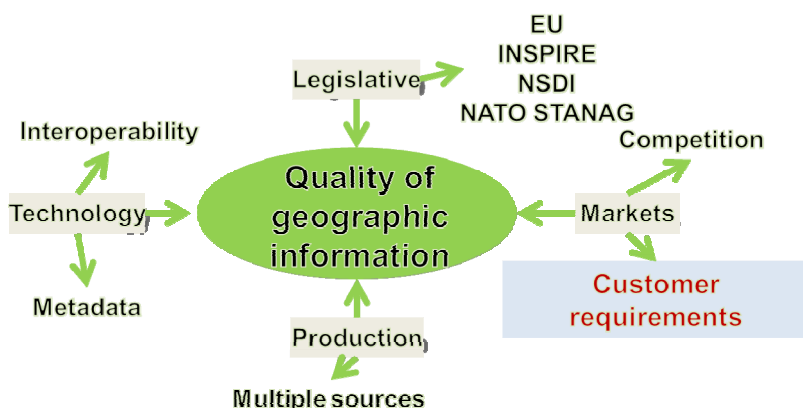 EU
INSPIRE
NSDI
NATO STANAG
Legislative
Interoperability
Competition
Technology
Quality of
geographic
information
Markets
Metadata
Customer
requirements
Production
Multiple sources